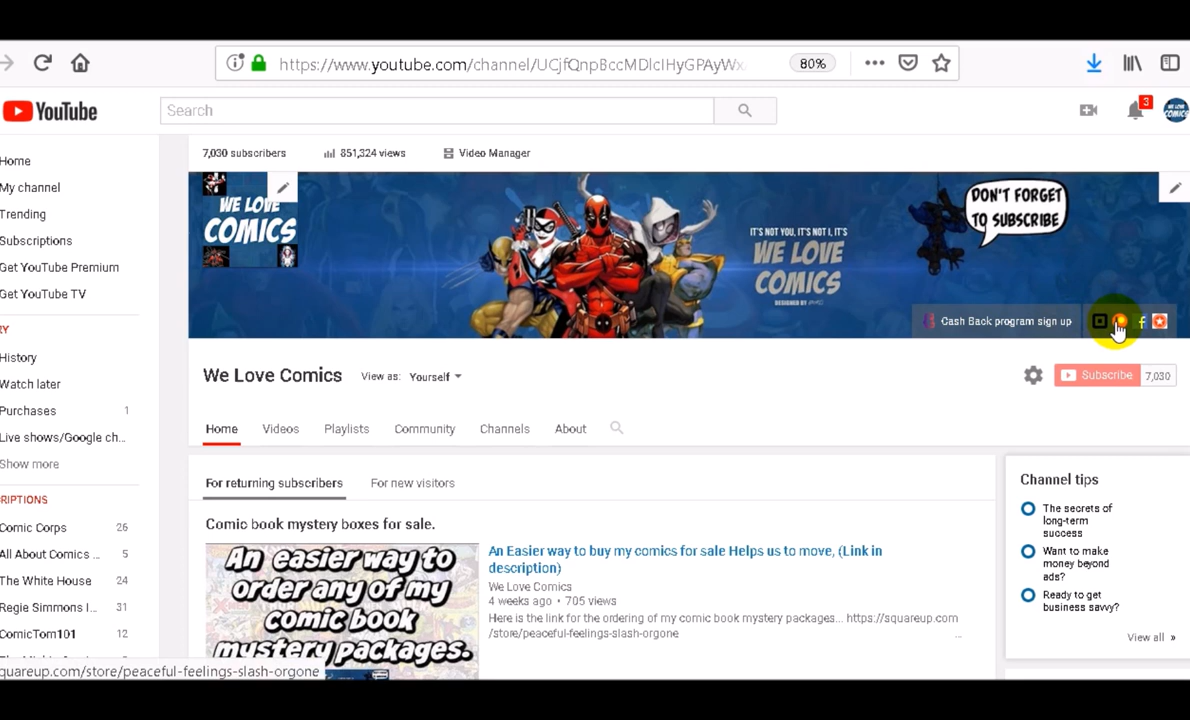 https://www.youtube.com/channel/UCjfQnpBccMDlcIHyGPAyWx
80%
YouTube
Search
3
WE LOVE COMICS
7,030 subscribers
851,324 views
Video Manager
Home
My channel
Trending
Subscriptions
Get YouTube Premium
Get YouTube TV
RY
History
Watch later
Purchases 1
Live shows/Google ch...
Show more
RIPTIONS
Comic Corps 26
All About Comics ... 5
The White House 24
Regie Simmons I... 31
ComicTom101 12
WE LOVE
COMICS
IT'S NOT YOU, IT'S NOT I, IT'S
WE LOVE
COMICS
DESIGNED BY
DON'T FORGET
TO SUBSCRIBE
Cash Back program sign up
f
We Love Comics
View as: Yourself
Subscribe 7,030
Home
Videos
Playlists
Community
Channels
About
For returning subscribers
For new visitors
Comic book mystery boxes for sale.
An easier way to
order any of my
comic book
mystery packages.
An Easier way to buy my comics for sale Helps us to move, (Link in
description)
We Love Comics
4 weeks ago • 705 views
Here is the link for the ordering of my comic book mystery packages... https://squareup.com
/store/peaceful-feelings-slash-orgone
...
Channel tips
The secrets of
long-term
success
Want to make
money beyond
ads?
Ready to get
business savvy?
View all »
quareup.com/store/peaceful-feelings-slash-orgone